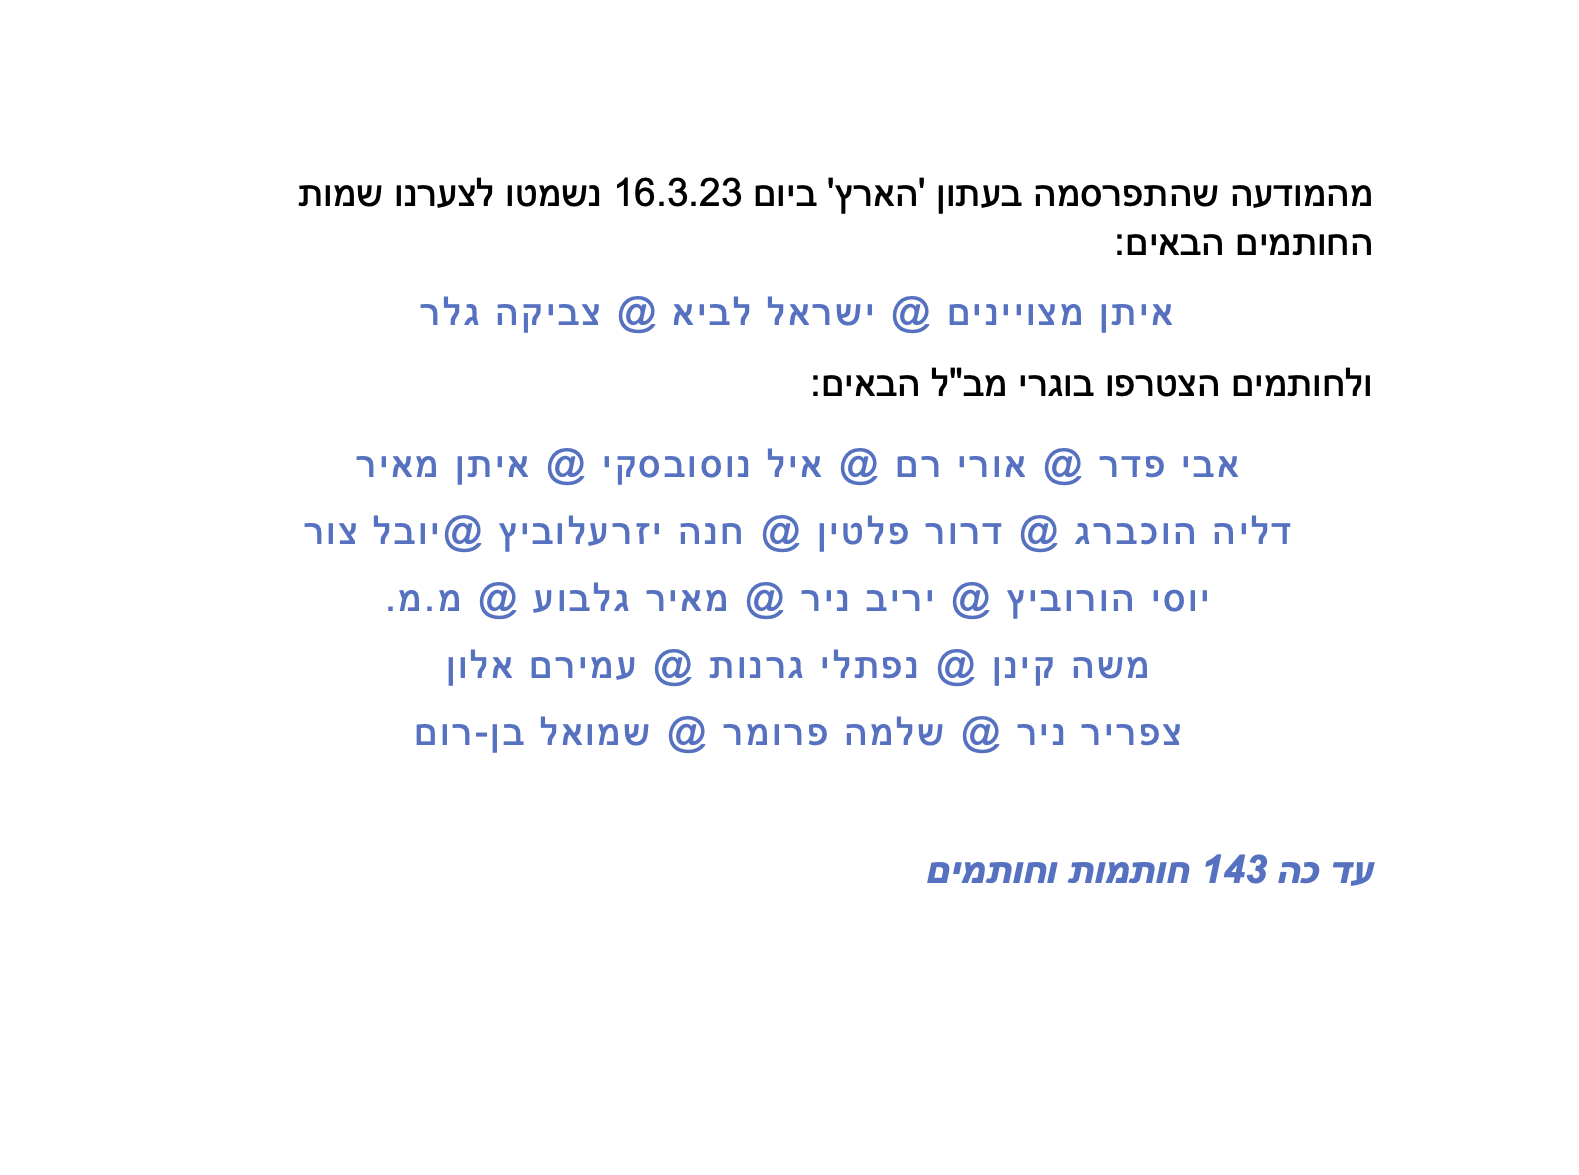 מהמודעה שהתפרסמה בעתון 'הארץ' ביום 16.3.23 נשמטו לצערנו שמות
החותמים הבאים:
איתן מצויינים @ ישראל לביא @ צביקה גלר
ולחותמים הצטרפו בוגרי מב"ל הבאים:
אבי פדר @ אורי רם @ איל נוסובסקי @ איתן מאיר
דליה הוכברג @ דרור פלטין @ חנה יזרעלוביץ @יובל צור
יוסי הורוביץ @ יריב ניר @ מאיר גלבוע @ מ.מ.
משה קינן @ נפתלי גרנות @ עמירם אלון
צפריר ניר @ שלמה פרומר @ שמואל בן-רום
עד כה 143 חותמות וחותמים